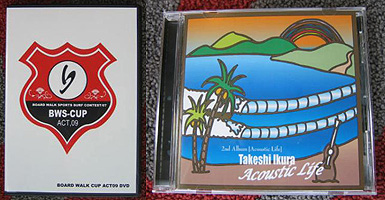 BOARD WALK SPORTS SURF CONTEST 07
BWS-CUP
ACT,09
BOARD WALK CUP ACT09 DVD
2nd Album [Acoustic Life]
Takeshi Ikura
Acoustic Life